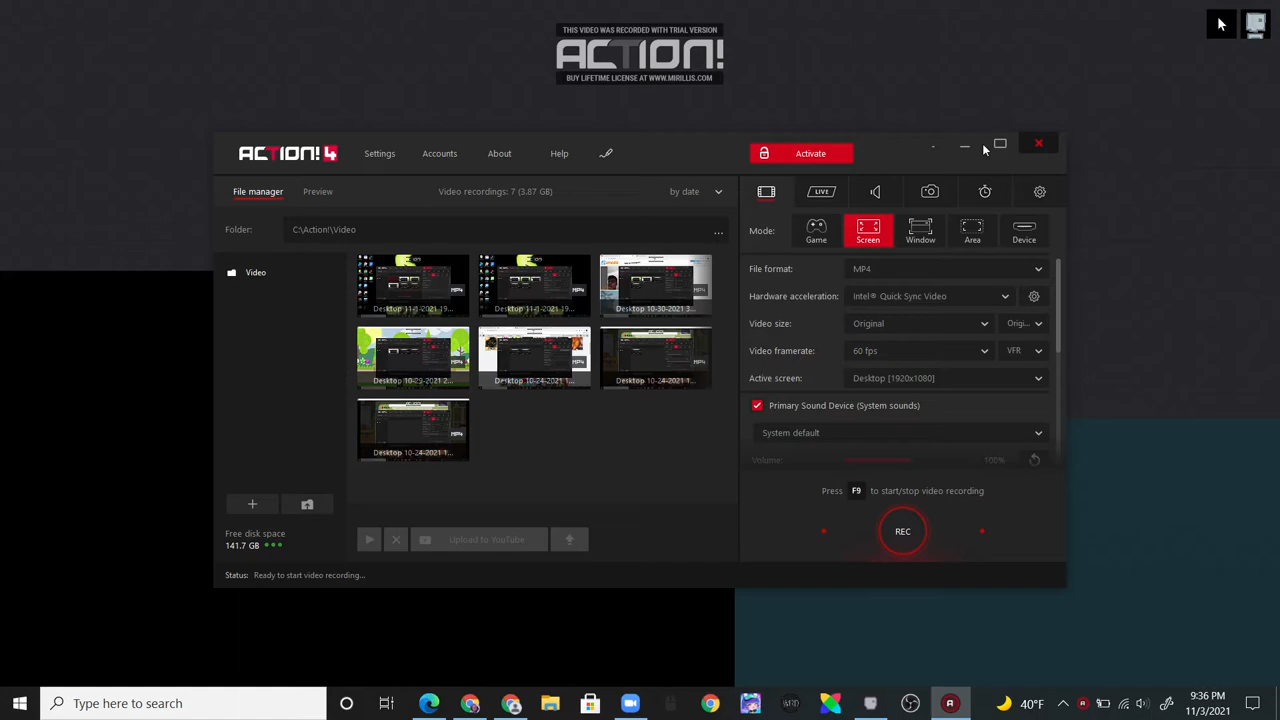 THIS VIDEO WAS RECORDED WITH TRIAL VERSION
ACTION!
BUY LIFETIME LICENSE AT WWW.MIRILLIS.COM
ACTION! 4
Settings
Accounts
About
Help
Activate
File manager
Preview
Video recordings: 7 (3.87 GB)
by date
LIVE
Folder:
C:\Action!\Video
...
Mode:
Game
Screen
Window
Area
Device
Video
File format:
MP4
Hardware acceleration:
Intel® Quick Sync Video
Video size:
Original
Origi...
Video framerate:
60 fps
VFR
Active screen:
Desktop [1920x1080]
Primary Sound Device (System sounds)
System default
Volume:
100%
Desktop 11-1-2021 19...
Desktop 11-1-2021 19...
Desktop 10-30-2021 3...
MP4
MP4
MP4
Desktop 10-29-2021 2...
Desktop 10-24-2021 1...
Desktop 10-24-2021 1...
MP4
Desktop 10-24-2021 1...
Press F9 to start/stop video recording
REC
Free disk space
141.7 GB
Upload to YouTube
Status: Ready to start video recording...
Type here to search
40°F
9:36 PM
11/3/2021